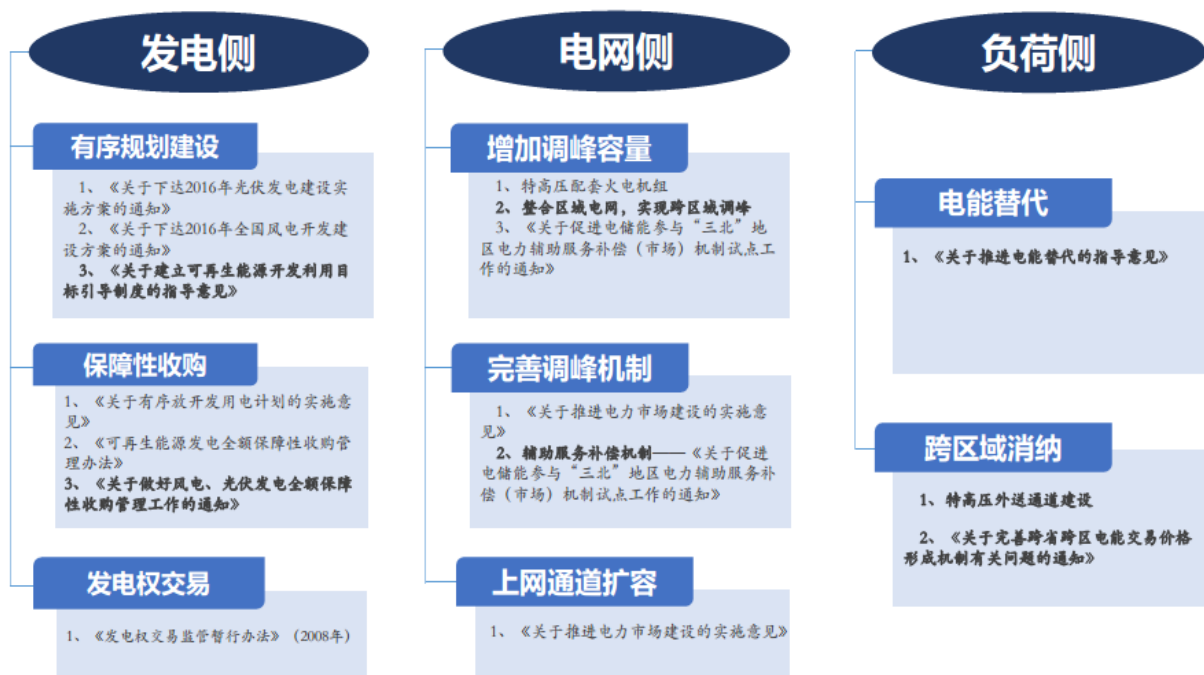 发电侧
有序规划建设
1、《关于下达2016年光伏发电建设实
施方案的通知》
2、《关于下达2016年全国风电开发建
设方案的通知》
3、《关于建立可再生能源开发利用目
标引导制度的指导意见》
保障性收购
1、《关于有序放开发用电计划的实施意
见》
2、《可再生能源发电全额保障性收购管
理办法》
3、《关于做好风电、光伏发电全额保障
性收购管理工作的通知》
发电权交易
1、《发电权交易监管暂行办法》（2008年）
电网侧
增加调峰容量
1、特高压配套火电机组
2、整合区域电网，实现跨区域调峰
3、《关于促进电储能参与“三北”地
区电力辅助服务补偿（市场）机制试点工
作的通知》
完善调峰机制
1、《关于推进电力市场建设的实施意
见》
2、辅助服务补偿机制——《关于促进
电储能参与“三北”地区电力辅助服务补
偿（市场）机制试点工作的通知》
上网通道扩容
1、《关于推进电力市场建设的实施意见》
负荷侧
电能替代
1、《关于推进电能替代的指导意见》
跨区域消纳
1、特高压外送通道建设
2、《关于完善跨省跨区电能交易价格
形成机制有关问题的通知》